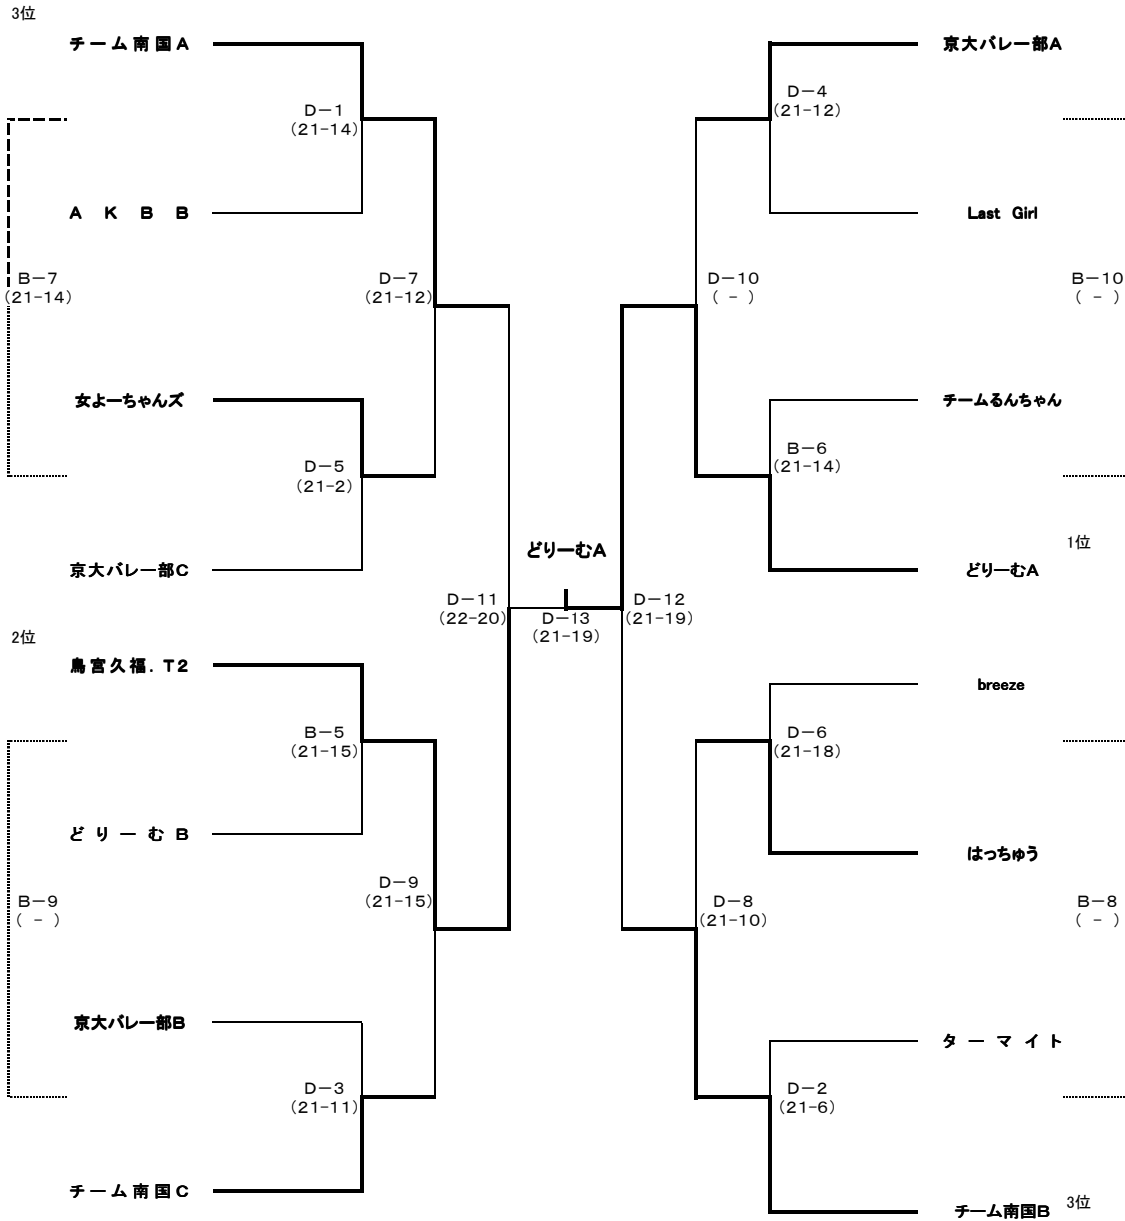 3位
チーム南国A
京大バレー部A
D-1
(21-14)
D-4
(21-12)
A K B B
Last Girl
B-7
(21-14)
D-7
(21-12)
D-10
( - )
B-10
( - )
女よーちゃんズ
チームるんちゃん
D-5
(21-2)
B-6
(21-14)
どりーむA
1位
京大バレー部C
どりーむA
D-11
(22-20)
D-13
(21-19)
D-12
(21-19)
2位
鳥宮久福.T2
breeze
B-5
(21-15)
D-6
(21-18)
どりーむB
はっちゅう
B-9
( - )
D-9
(21-15)
D-8
(21-10)
B-8
( - )
京大バレー部B
ターマイト
D-3
(21-11)
D-2
(21-6)
チーム南国C
チーム南国B
3位